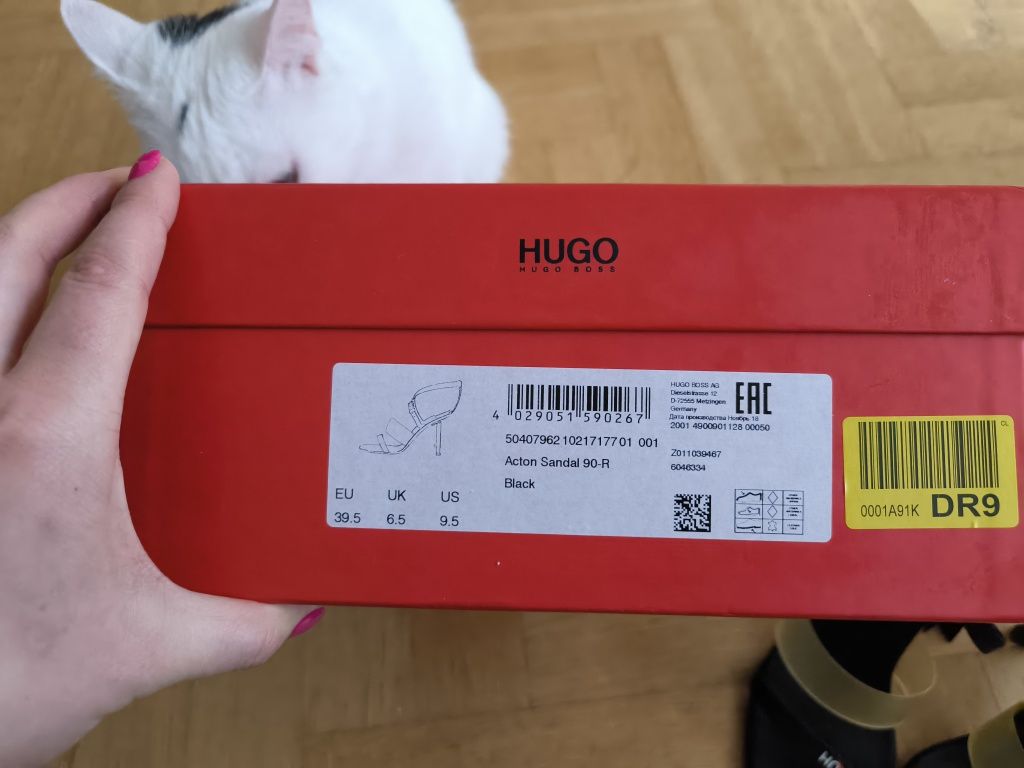 HUGO
HUGO BOSS
4 029051 590267
50407962 1021717701 001
Acton Sandal 90-R
Black
EU UK US
39.5 6.5 9.5
HUGO BOSS AG
Dieselstrasse 12
D-72555 Metzingen
Germany
Дата производства Ноябрь 18
2001 4900901128 00050
EAC
Z011039467
6046334
CL
0001A91K DR9